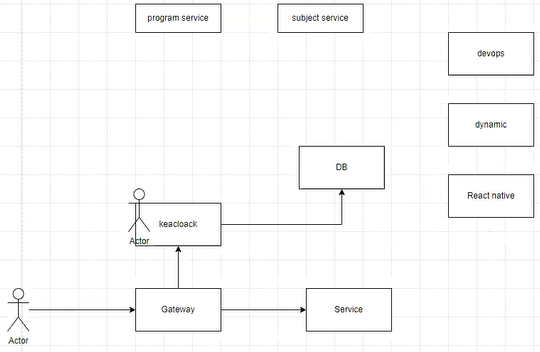 program service
subject service
devops
dynamic
DB
React native
keacloack
Actor
Gateway
Service
Actor